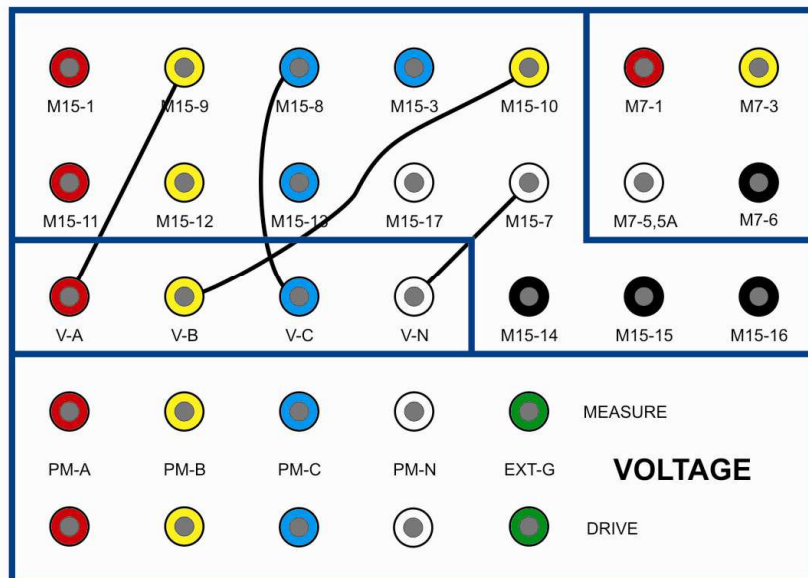 M15-1 M15-9 M15-8 M15-3 M15-10 M7-1 M7-3
M15-11 M15-12 M15-13 M15-17 M15-7 M7-5,5A M7-6
V-A V-B V-C V-N M15-14 M15-15 M15-16
MEASURE
PM-A PM-B PM-C PM-N EXT-G VOLTAGE
DRIVE